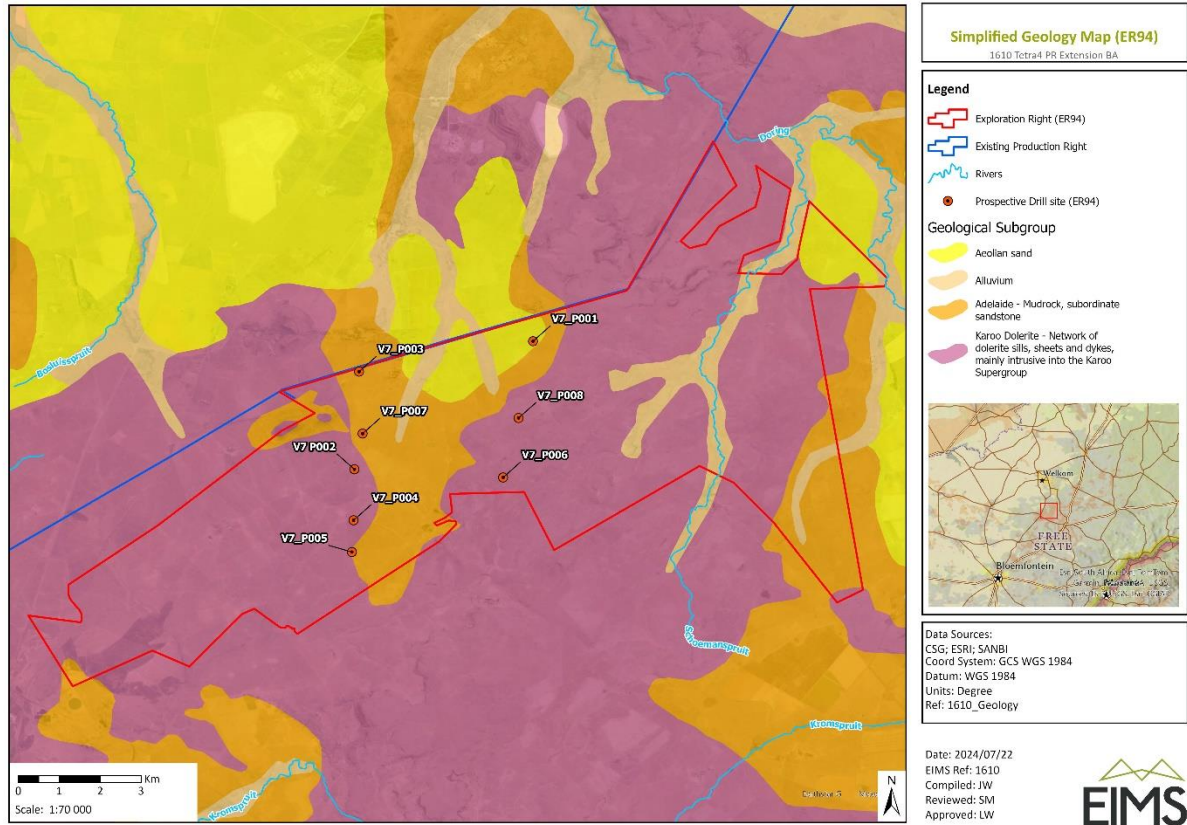 Simplified Geology Map (ER94)
1610 Tetra4 PR Extension BA
Legend
Exploration Right (ER94)
Existing Production Right
Rivers
Prospective Drill site (ER94)
Geological Subgroup
Aeolian sand
Alluvium
Adelaide - Mudrock, subordinate
sandstone
Karoo Dolerite - Network of
dolerite sills, sheets and dykes,
mainly intrusive into the Karoo
Supergroup
Doring
Bosluisspruit
V7_P001
V7_P003
V7_P008
V7_P007
V7 P002
V7_P006
V7_P004
V7_P005
Schoemanspruit
Kromspruit
Kromspruit
Km
0 1 2 3
Scale: 1:70 000
N
Welkom
FREE
STATE
Bloemfontein
Data Sources:
CSG; ESRI; SANBI
Coord System: GCS WGS 1984
Datum: WGS 1984
Units: Degree
Ref: 1610_Geology
Date: 2024/07/22
EIMS Ref: 1610
Compiled: JW
Reviewed: SM
Approved: LW
EIMS